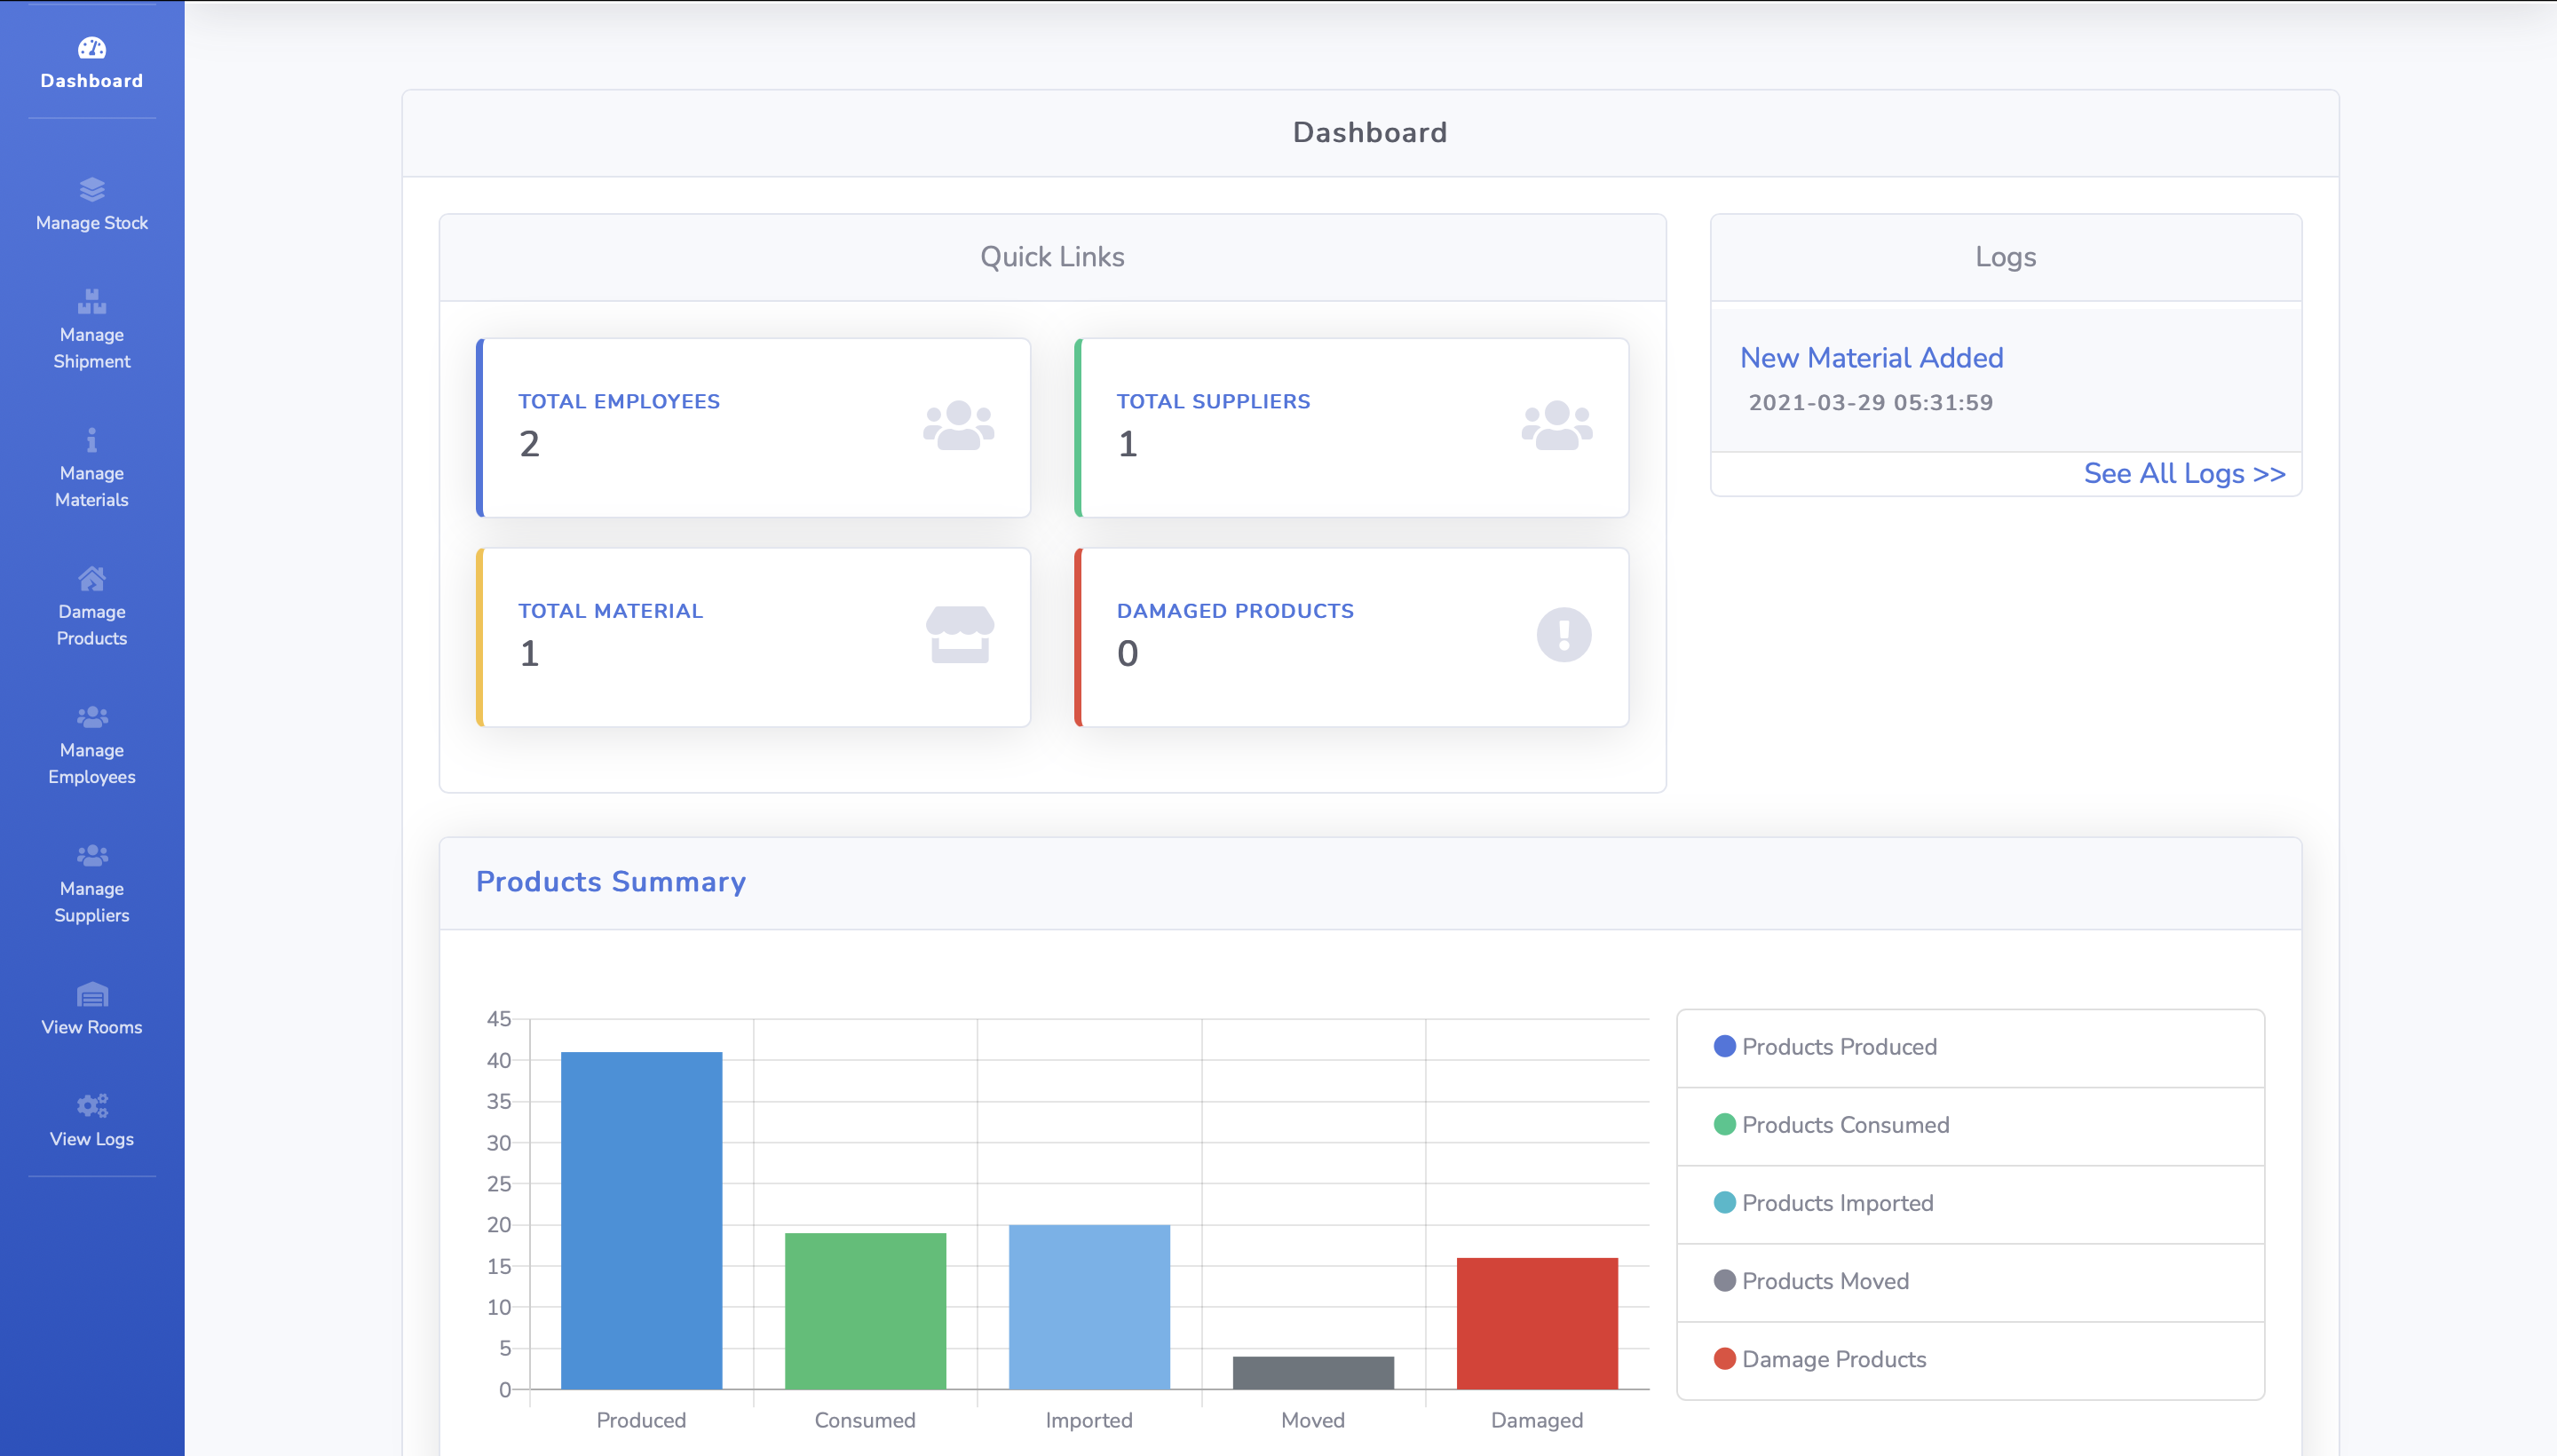 Dashboard
Manage Stock
Manage
Shipment
Manage
Materials
Damage
Products
Manage
Employees
Manage
Suppliers
View Rooms
View Logs
Dashboard
Quick Links
TOTAL EMPLOYEES
2
TOTAL SUPPLIERS
1
TOTAL MATERIAL
1
DAMAGED PRODUCTS
0
Logs
New Material Added
2021-03-29 05:31:59
See All Logs >>
Products Summary
45
40
35
30
25
20
15
10
5
0
Produced
Consumed
Imported
Moved
Damaged
Products Produced
Products Consumed
Products Imported
Products Moved
Damage Products